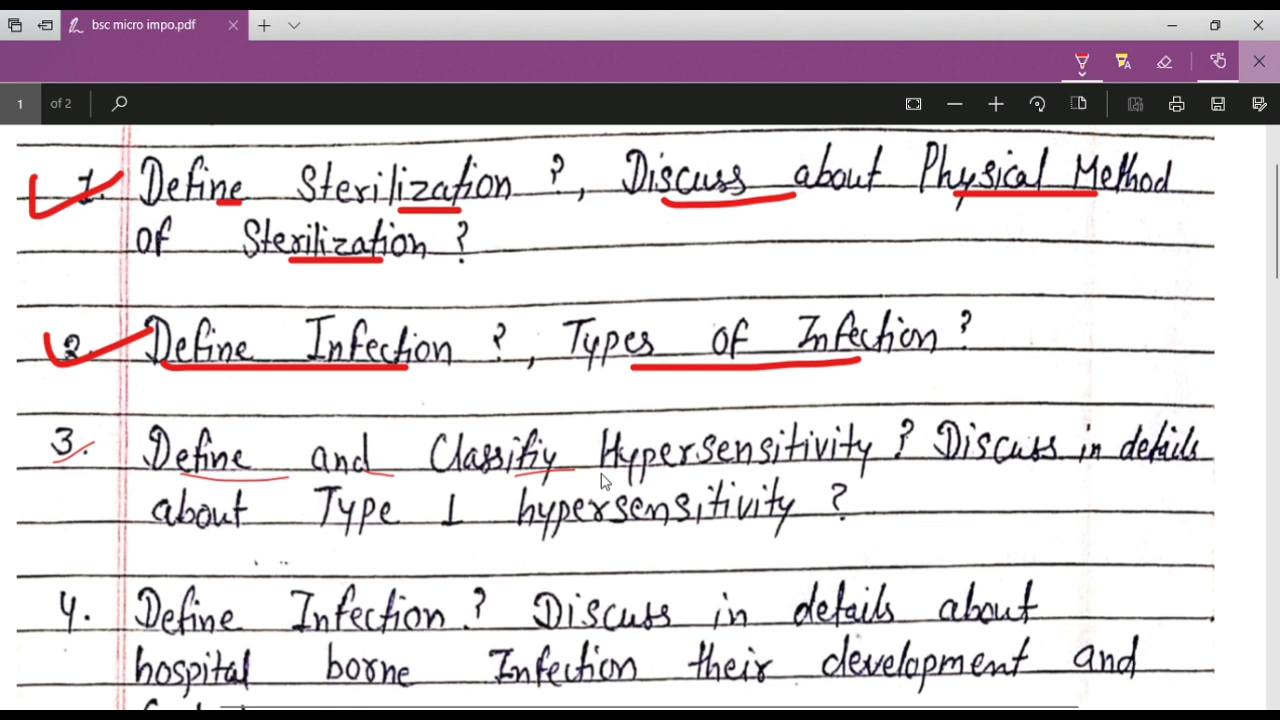 bsc micro impo.pdf
1 of 2
1. Define Sterilization ?, Discuss about Physical Method
of Sterilization ?
2. Define Infection ?, Types of Infection ?
3. Define and Classifiy Hypersensitivity ? Discuss in details
about Type 1 hypersensitivity ?
4. Define Infection ? Discuss in details about
hospital borne Infection their development and